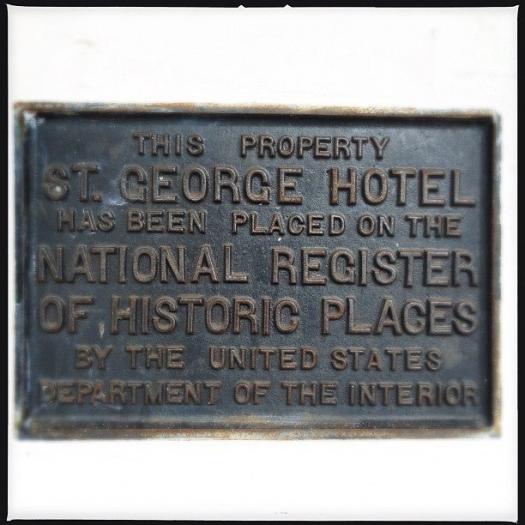 THIS PROPERTY
ST. GEORGE HOTEL
HAS BEEN PLACED ON THE
NATIONAL REGISTER
OF HISTORIC PLACES
BY THE UNITED STATES
DEPARTMENT OF THE INTERIOR